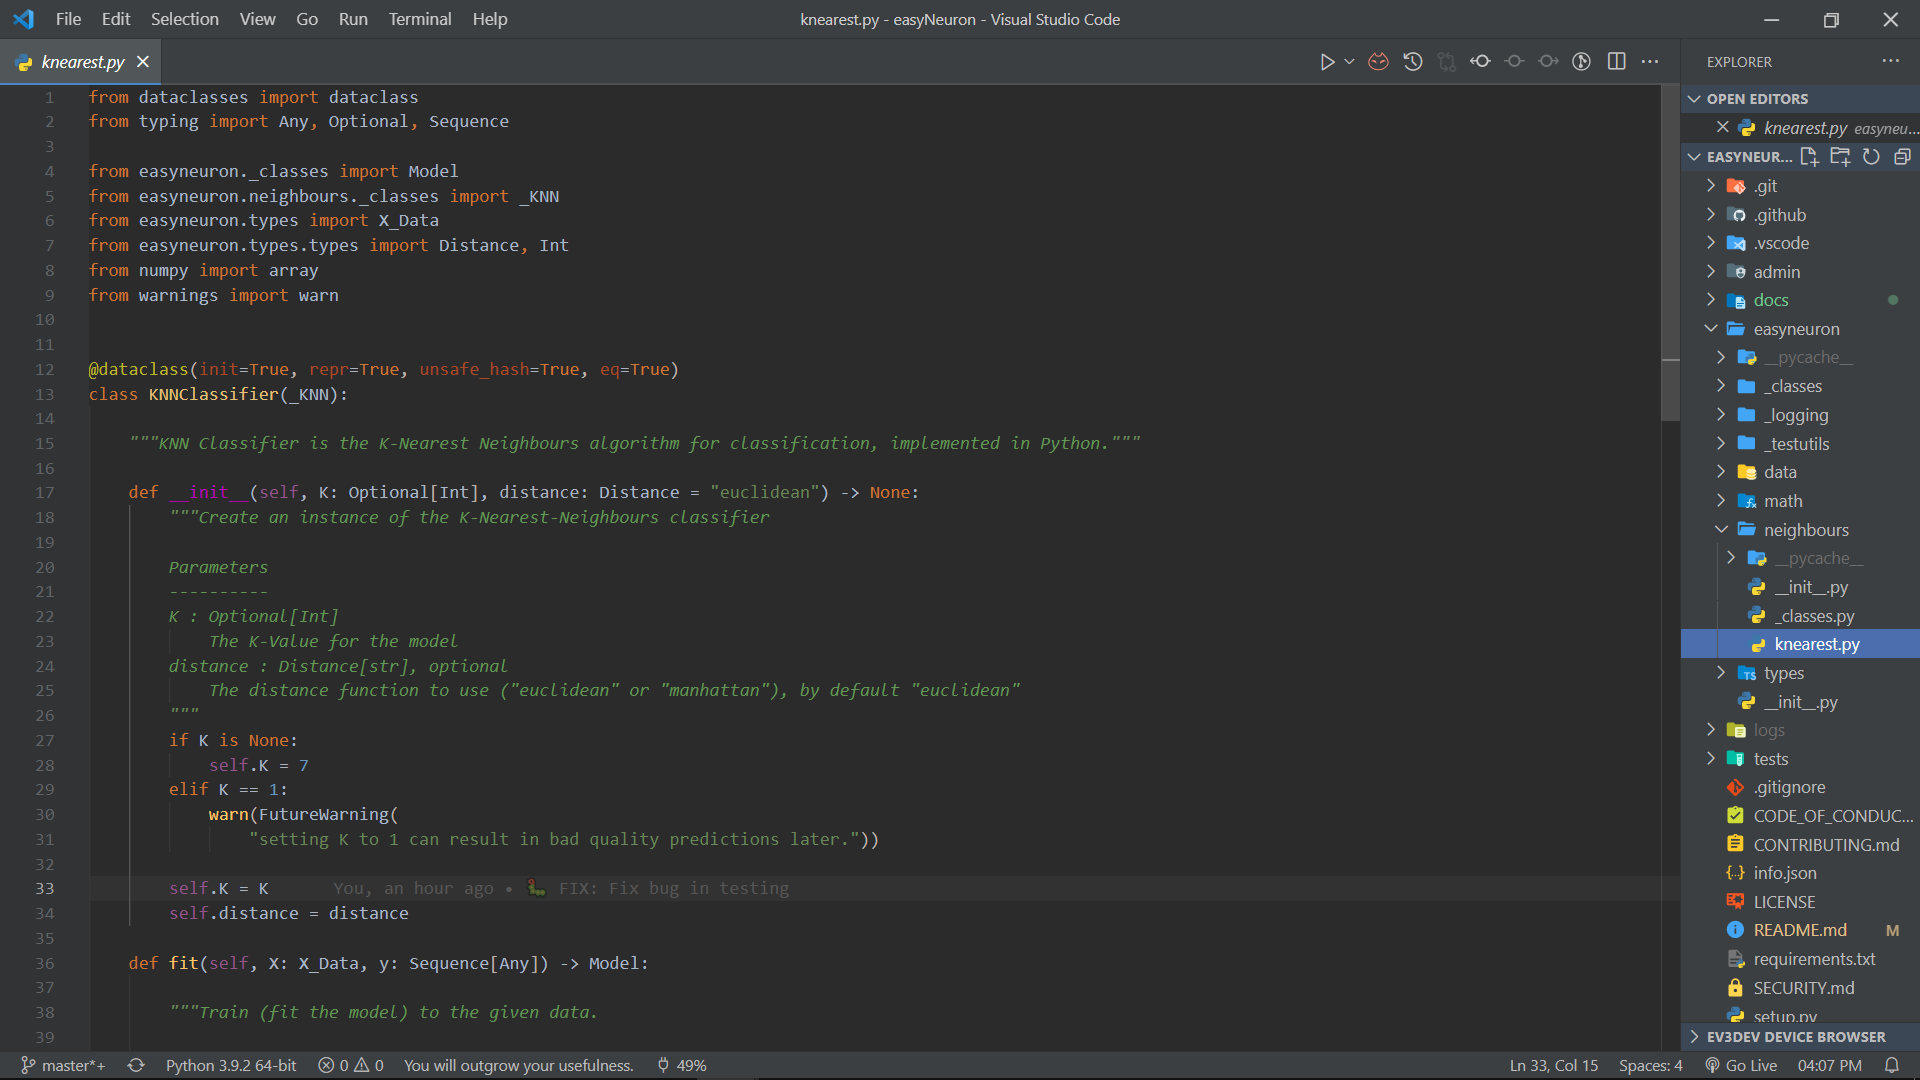 File Edit Selection View Go Run Terminal Help
knearest.py - easyNeuron - Visual Studio Code
knearest.py
1 from dataclasses import dataclass
2 from typing import Any, Optional, Sequence
3
4 from easyneuron._classes import Model
5 from easyneuron.neighbours._classes import _KNN
6 from easyneuron.types import X_Data
7 from easyneuron.types.types import Distance, Int
8 from numpy import array
9 from warnings import warn
10
11
12 @dataclass(init=True, repr=True, unsafe_hash=True, eq=True)
13 class KNNClassifier(_KNN):
14
15     """KNN Classifier is the K-Nearest Neighbours algorithm for classification, implemented in Python."""
16
17     def __init__(self, K: Optional[Int], distance: Distance = "euclidean") -> None:
18         """Create an instance of the K-Nearest-Neighbours classifier
19
20         Parameters
21         ----------
22         K : Optional[Int]
23             The K-Value for the model
24         distance : Distance[str], optional
25             The distance function to use ("euclidean" or "manhattan"), by default "euclidean"
26         """
27         if K is None:
28             self.K = 7
29         elif K == 1:
30             warn(FutureWarning(
31                 "setting K to 1 can result in bad quality predictions later."))
32
33         self.K = K You, an hour ago • 🐛 FIX: Fix bug in testing
34         self.distance = distance
35
36     def fit(self, X: X_Data, y: Sequence[Any]) -> Model:
37
38         """Train (fit the model) to the given data.
39
EXPLORER
OPEN EDITORS
knearest.py easyneu...
EASYNEUR...
.git
.github
.vscode
admin
docs
easyneuron
__pycache__
_classes
_logging
_testutils
data
math
neighbours
__pycache__
__init__.py
_classes.py
knearest.py
types
__init__.py
logs
tests
.gitignore
CODE_OF_CONDUC...
CONTRIBUTING.md
info.json
LICENSE
README.md M
requirements.txt
SECURITY.md
setup.py
EV3DEV DEVICE BROWSER
master*+ Python 3.9.2 64-bit 0 0 You will outgrow your usefulness. 49% Ln 33, Col 15 Spaces: 4 Go Live 04:07 PM